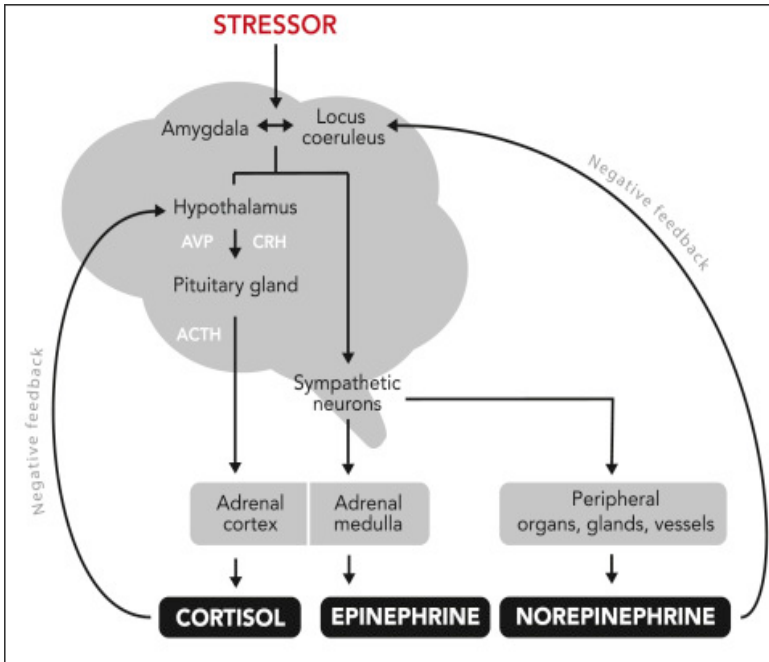 STRESSOR
Amygdala
Locus
coeruleus
Hypothalamus
AVP
CRH
Pituitary gland
ACTH
Sympathetic
neurons
Negative feedback
Negative feedback
Adrenal
cortex
Adrenal
medulla
Peripheral
organs, glands, vessels
CORTISOL
EPINEPHRINE
NOREPINEPHRINE